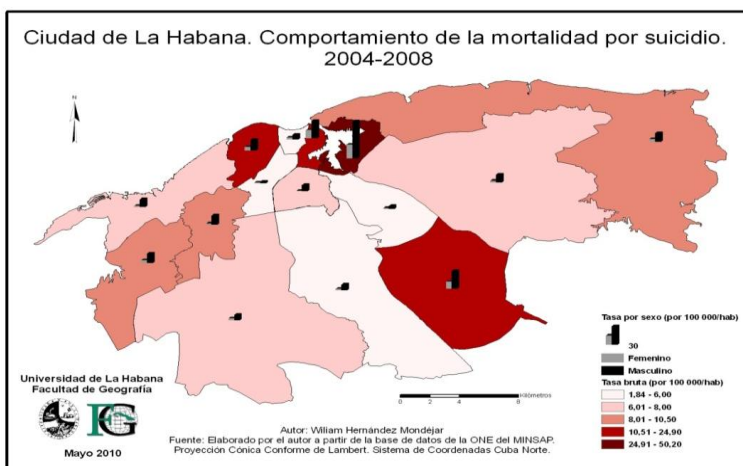 Ciudad de La Habana. Comportamiento de la mortalidad por suicidio.
2004-2008
N
Tasa por sexo (por 100 000/hab)
30
Femenino
Masculino
Tasa bruta (por 100 000/hab)
1,84 - 6,00
6,01 - 8,00
8,01 - 10,50
10,51 - 24,90
24,91 - 50,20
Kilómetros
0 2 4 8
Universidad de La Habana
Facultad de Geografía
FG
Mayo 2010
Autor: Wiliam Hernández Mondéjar
Fuente: Elaborado por el autor a partir de la base de datos de la ONE del MINSAP.
Proyección Cónica Conforme de Lambert. Sistema de Coordenadas Cuba Norte.